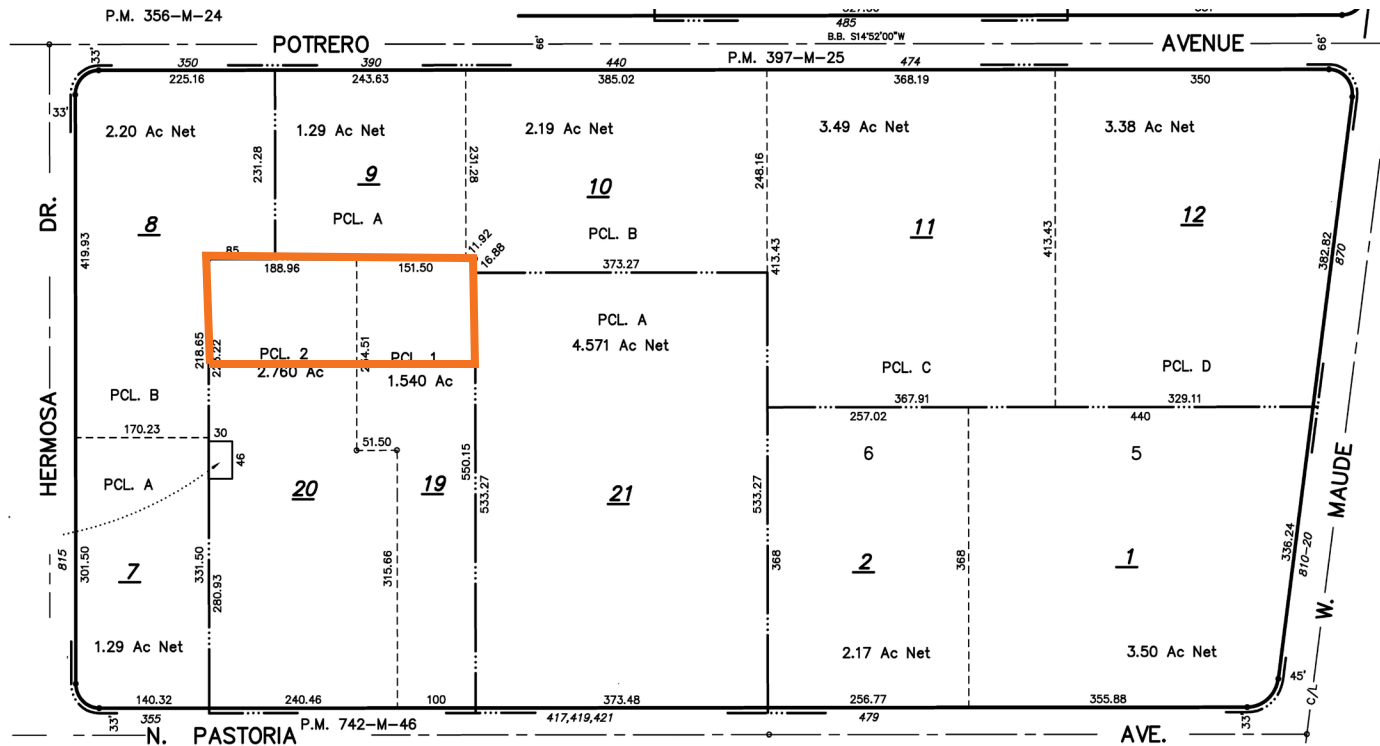 P.M. 356-M-24
485
B.B. S14°52'00"W
POTRERO
66'
AVENUE
66'
33'
350
390
440
P.M. 397-M-25
474
225.16
243.63
385.02
368.19
350
33'
2.20 Ac Net
1.29 Ac Net
2.19 Ac Net
3.49 Ac Net
3.38 Ac Net
231.28
231.28
248.16
9
10
11
12
8
DR.
PCL. A
PCL. B
419.93
85
11.92
16.88
413.43
413.43
382.82
870
188.96
151.50
373.27
PCL. A
4.571 Ac Net
218.65
PCL. 2
PCL. 1
2.760 Ac
1.540 Ac
PCL. C
PCL. D
PCL. B
367.91
329.11
257.02
440
170.23
30
51.50
46
6
5
HERMOSA
PCL. A
20
19
21
550.15
533.27
533.27
MAUDE
815
301.50
7
331.50
280.93
315.66
368
2
368
1
336.24
810-20
W.
1.29 Ac Net
2.17 Ac Net
3.50 Ac Net
45'
C/L
140.32
240.46
100
373.48
256.77
355.88
33'
355
P.M. 742-M-46
417,419,421
479
33'
N. PASTORIA
AVE.